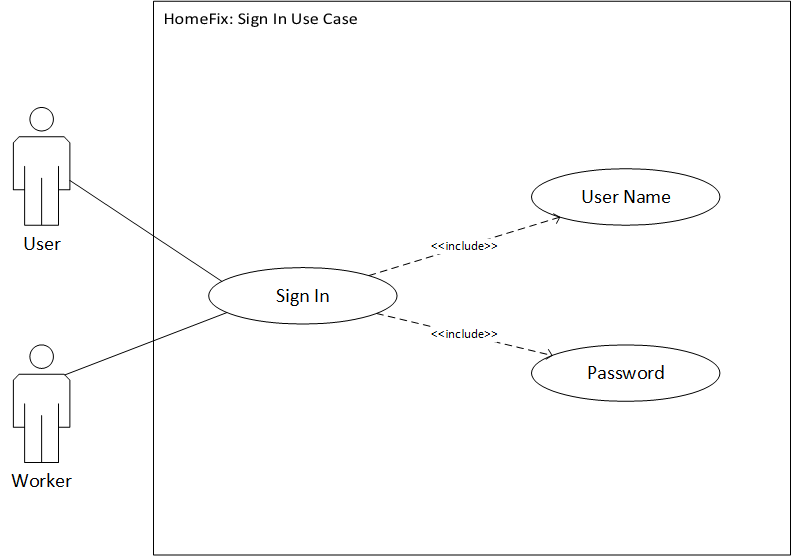 HomeFix: Sign In Use Case
User Name
User
<<include>>
Sign In
<<include>>
Password
Worker